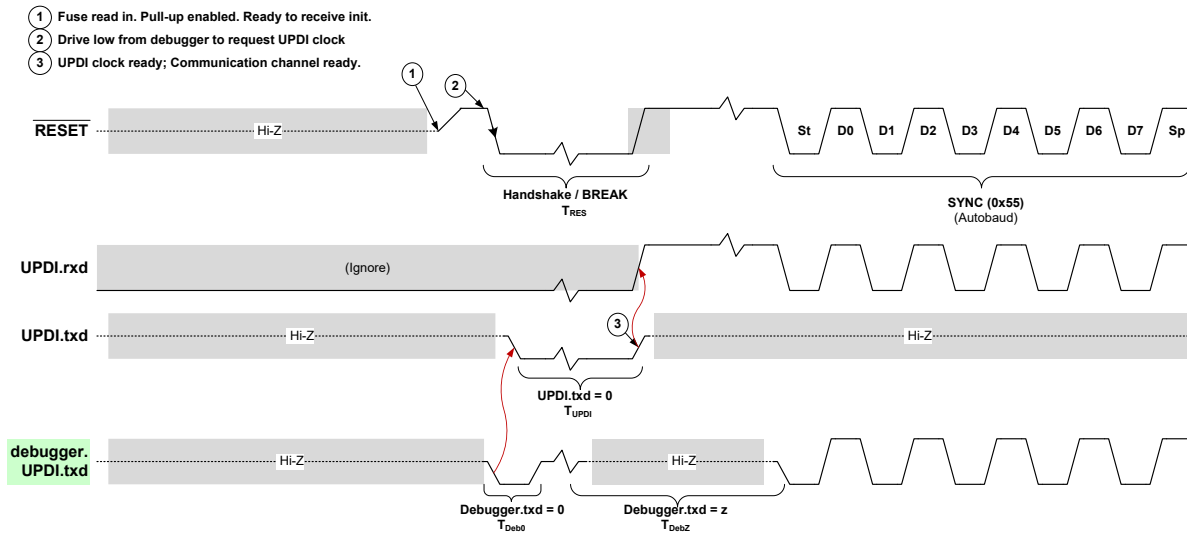 1 Fuse read in. Pull-up enabled. Ready to receive init.
2 Drive low from debugger to request UPDI clock
3 UPDI clock ready; Communication channel ready.
1
2
RESET
Hi-Z
St D0 D1 D2 D3 D4 D5 D6 D7 Sp
Handshake / BREAK
TRES
SYNC (0x55)
(Autobaud)
UPDI.rxd
(Ignore)
UPDI.txd
Hi-Z
3
Hi-Z
UPDI.txd = 0
TUPDI
debugger.
UPDI.txd
Hi-Z
Hi-Z
Debugger.txd = 0
TDeb0
Debugger.txd = z
TDebZ